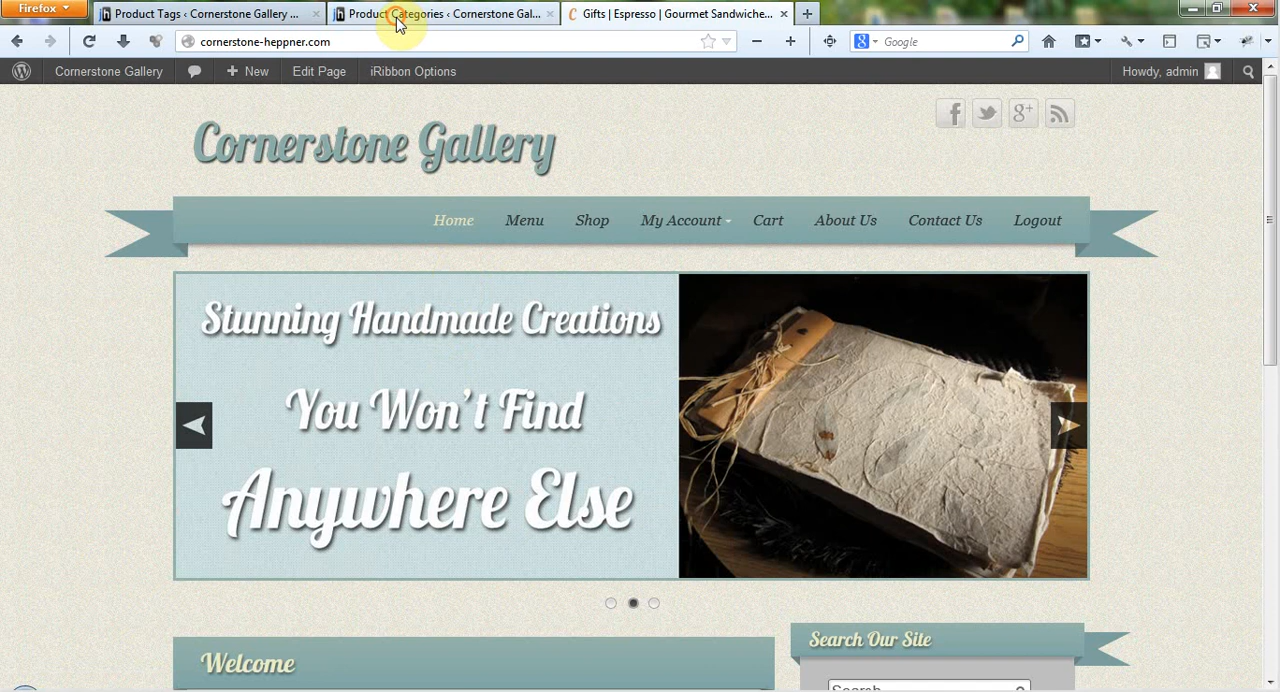 Firefox
Product Tags ‹ Cornerstone Gallery ...
Product Categories ‹ Cornerstone Gal...
Gifts | Espresso | Gourmet Sandwiche...
cornerstone-heppner.com
Google
Cornerstone Gallery
New
Edit Page
iRibbon Options
Howdy, admin
Cornerstone Gallery
Home
Menu
Shop
My Account
Cart
About Us
Contact Us
Logout
Stunning Handmade Creations
You Won't Find
Anywhere Else
Welcome
Search Our Site
Search